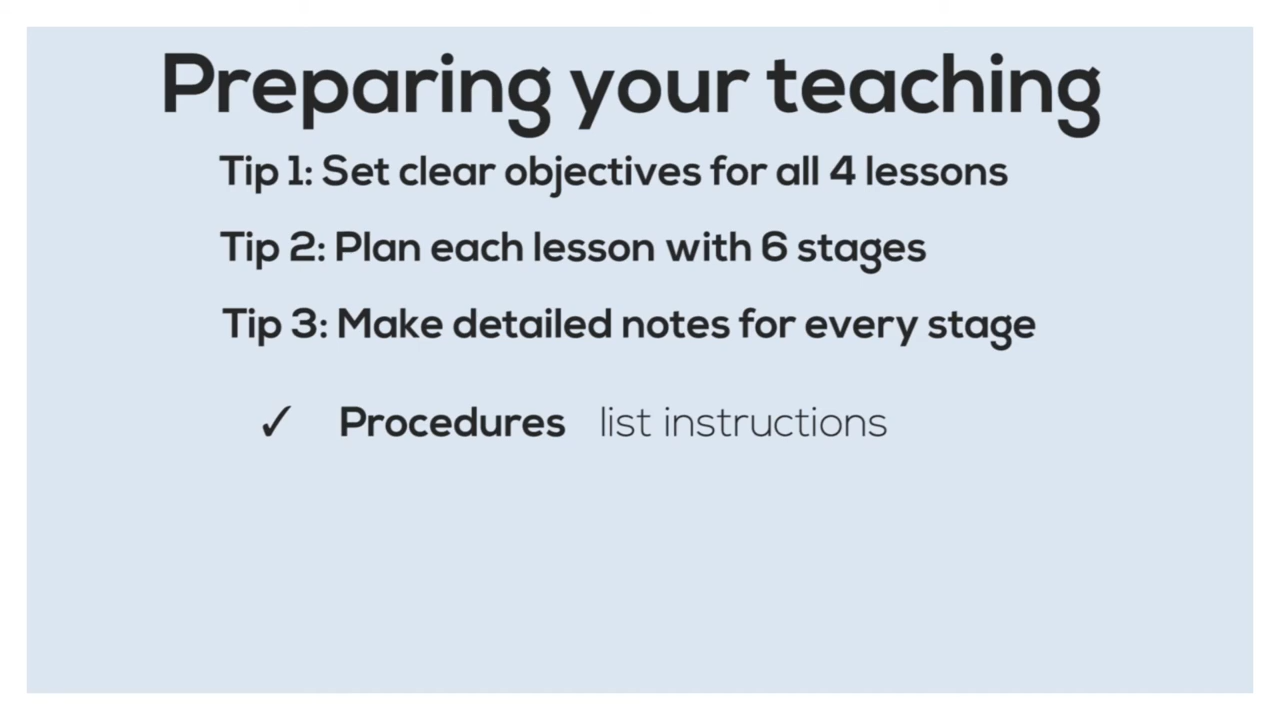 Preparing your teaching
Tip 1: Set clear objectives for all 4 lessons
Tip 2: Plan each lesson with 6 stages
Tip 3: Make detailed notes for every stage
✓ Procedures list instructions